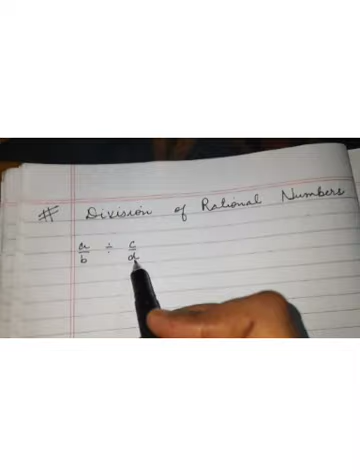 # Division of Rational Numbers
a/b ÷ c/d